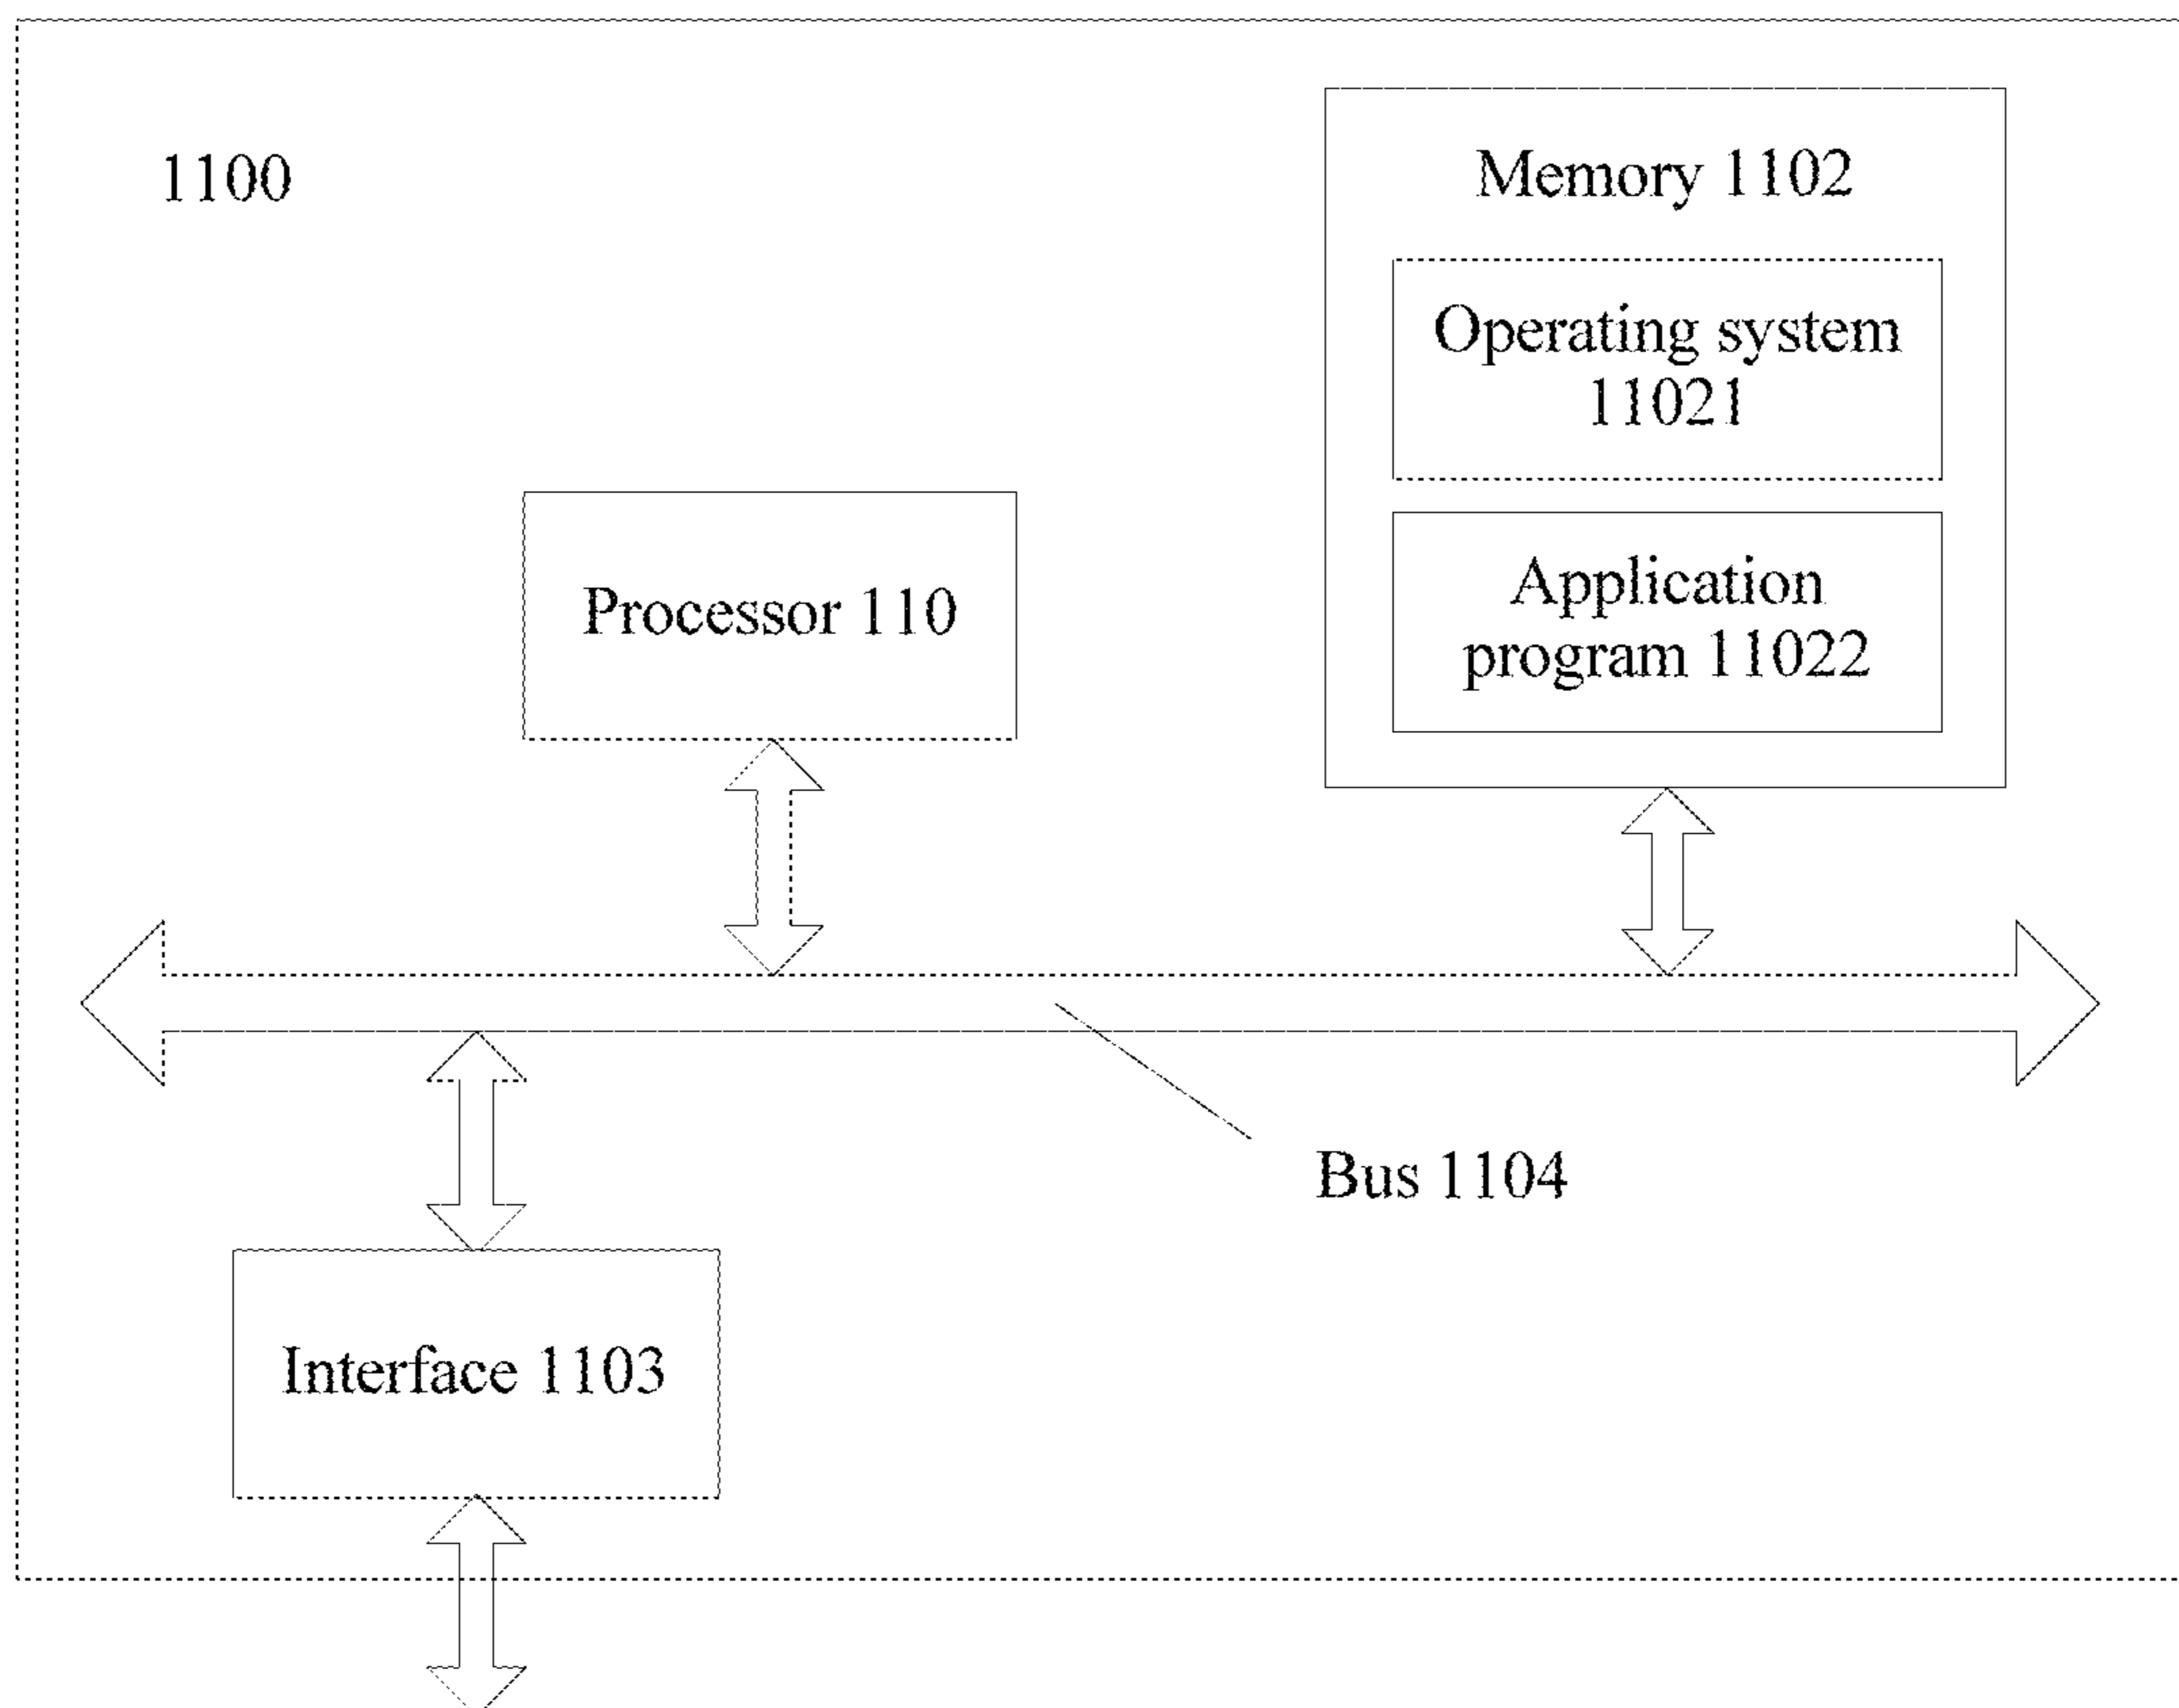 1100
Memory 1102
Operating system
11021
Application
program 11022
Processor 110
Bus 1104
Interface 1103